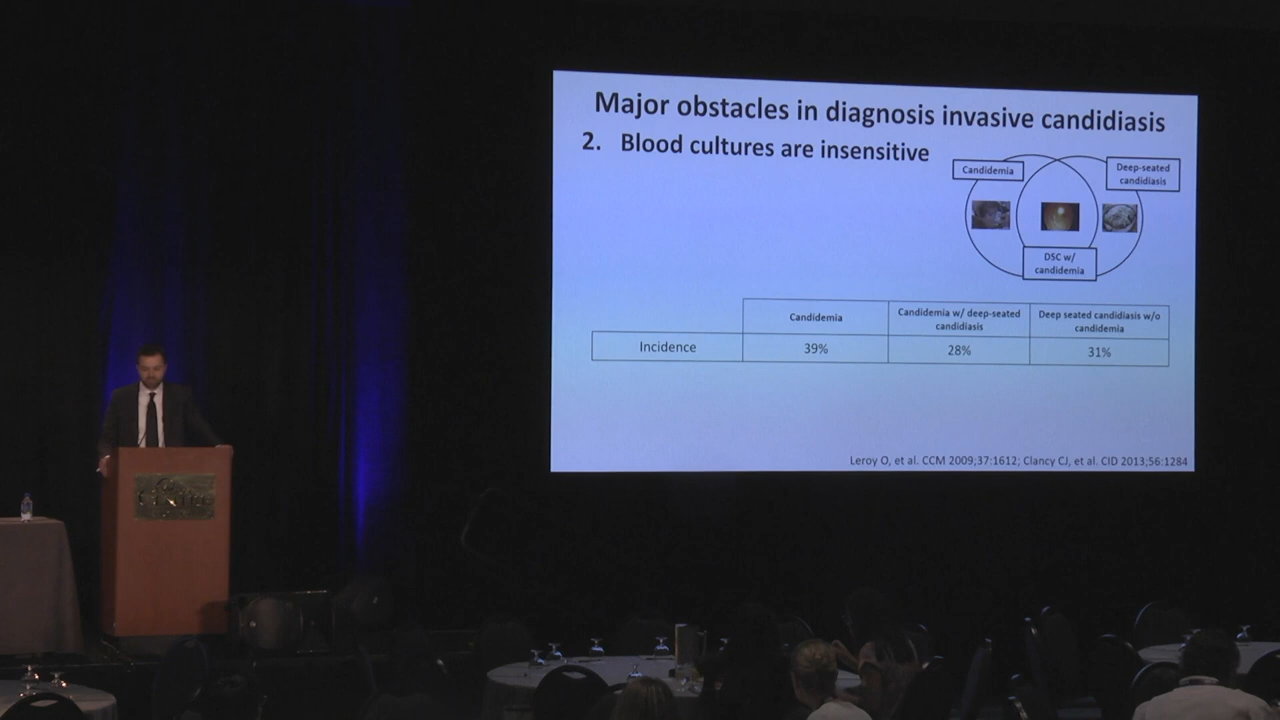 Major obstacles in diagnosis invasive candidiasis
2. Blood cultures are insensitive
Candidemia
Deep-seated
candidiasis
DSC w/
candidemia
Candidemia
Candidemia w/ deep-seated
candidiasis
Deep seated candidiasis w/o
candidemia
Incidence
39%
28%
31%
Leroy O, et al. CCM 2009;37:1612; Clancy CJ, et al. CID 2013;56:1284